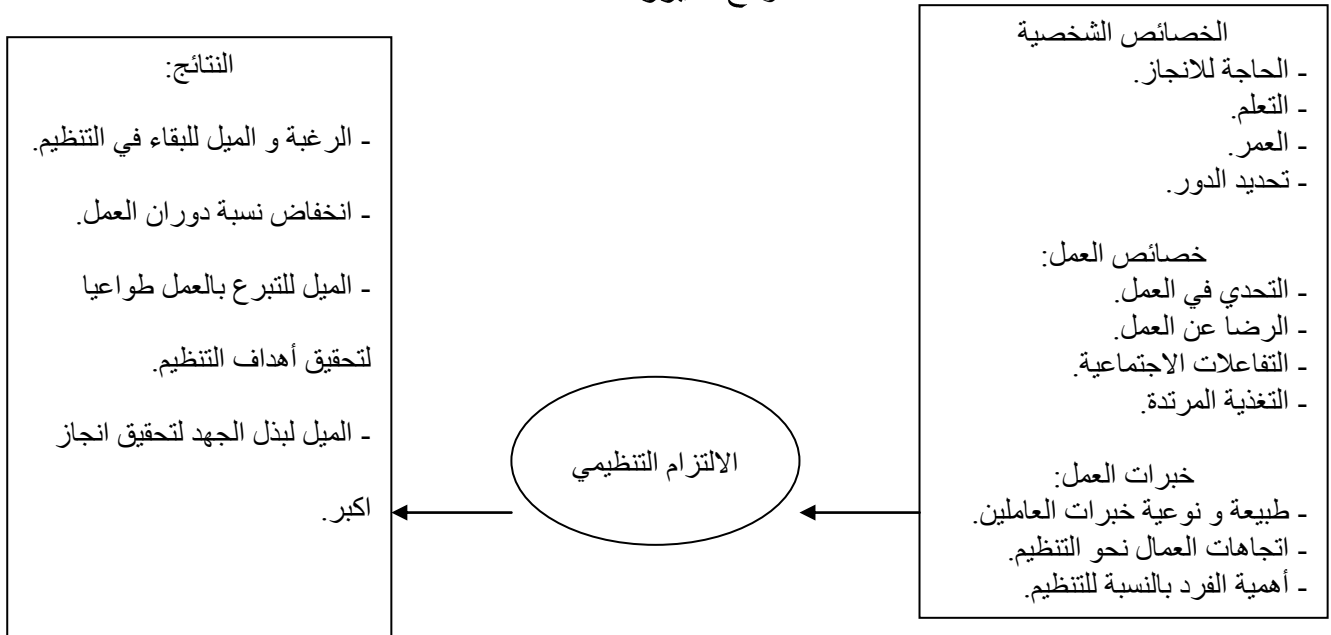 الخصائص الشخصية
- الحاجة للانجاز.
- التعلم.
- العمر.
- تحديد الدور.
خصائص العمل:
- التحدي في العمل.
- الرضا عن العمل.
- التفاعلات الاجتماعية.
- التغذية المرتدة.
خبرات العمل:
- طبيعة و نوعية خبرات العاملين.
- اتجاهات العمال نحو التنظيم.
- أهمية الفرد بالنسبة للتنظيم.
الالتزام التنظيمي
النتائج:
- الرغبة و الميل للبقاء في التنظيم.
- انخفاض نسبة دوران العمل.
- الميل للتبرع بالعمل طواعيا
لتحقيق أهداف التنظيم.
- الميل لبذل الجهد لتحقيق انجاز
اكبر.